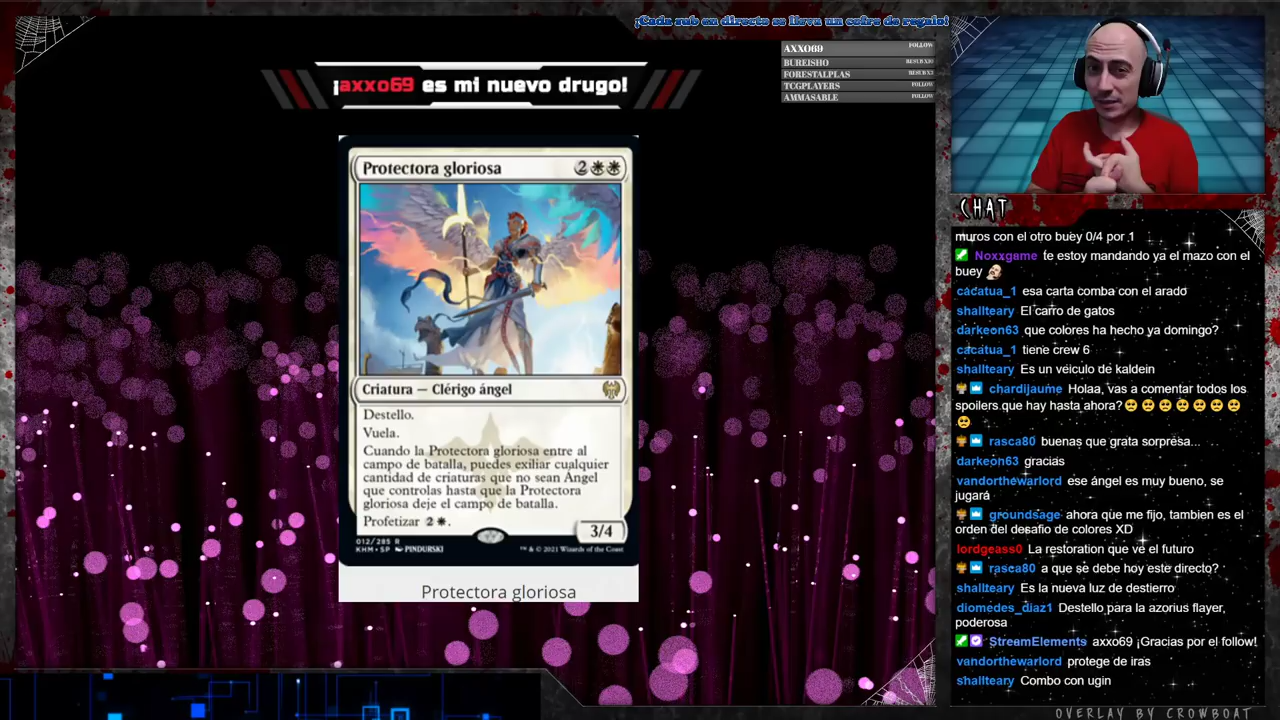 ¡Cada sub en directo se lleva un cofre de regalo!
¡axxo69 es mi nuevo drugo!
AXXO69 FOLLOW
BUREISHO
FORESTALPLAS
TCGPLAYERS FOLLOW
AMMASABLE FOLLOW
Protectora gloriosa 2
Criatura — Clérigo ángel
Destello.
Vuela.
Cuando la Protectora gloriosa entre al
campo de batalla, puedes exiliar cualquier
cantidad de criaturas que no sean Ángel
que controlas hasta que la Protectora
gloriosa deje el campo de batalla.
Profetizar 2
3/4
012/285 R
KHM • SP PINDURSKI
™ & © 2021 Wizards of the Coast
Protectora gloriosa
CHAT
muros con el otro buey 0/4 por 1
Noxxgame te estoy mandando ya el mazo con el
buey
cacatua_1 esa carta comba con el arado
shallteary El carro de gatos
darkeon63 que colores ha hecho ya domingo?
cacatua_1 tiene crew 6
shallteary Es un veiculo de kaldein
chardijaume Holaa, vas a comentar todos los
spoilers que hay hasta ahora?
rasca80 buenas que grata sorpresa...
darkeon63 gracias
vandorthewarlord ese ángel es muy bueno, se
jugará
groundsage ahora que me fijo, tambien es el
orden del desafio de colores XD
lordgeass0 La restoration que ve el futuro
rasca80 a que se debe hoy este directo?
shallteary Es la nueva luz de destierro
diomedes_diaz1 Destello para la azorius flayer,
poderosa
StreamElements axxo69 ¡Gracias por el follow!
vandorthewarlord protege de iras
shallteary Combo con ugin
OVERLAY BY CROWBOAT